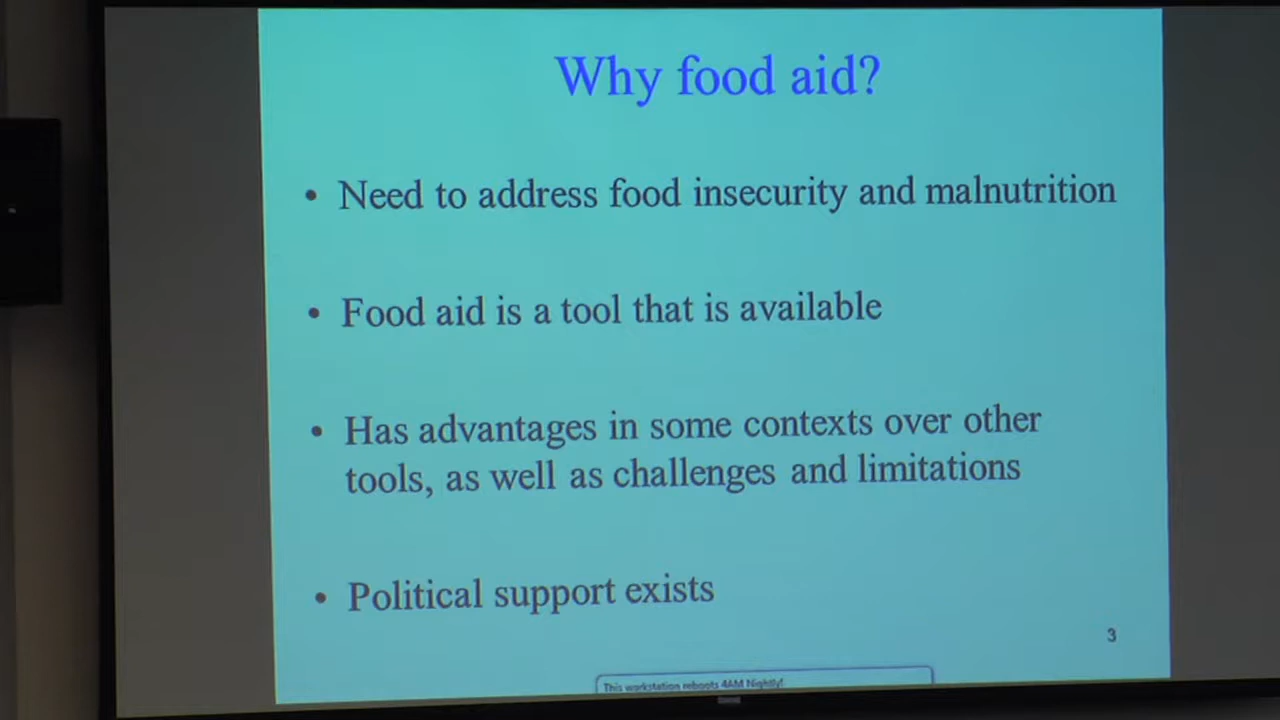 Why food aid?
• Need to address food insecurity and malnutrition
• Food aid is a tool that is available
• Has advantages in some contexts over other
tools, as well as challenges and limitations
• Political support exists
3
This workstation reboots 4AM Nightly!